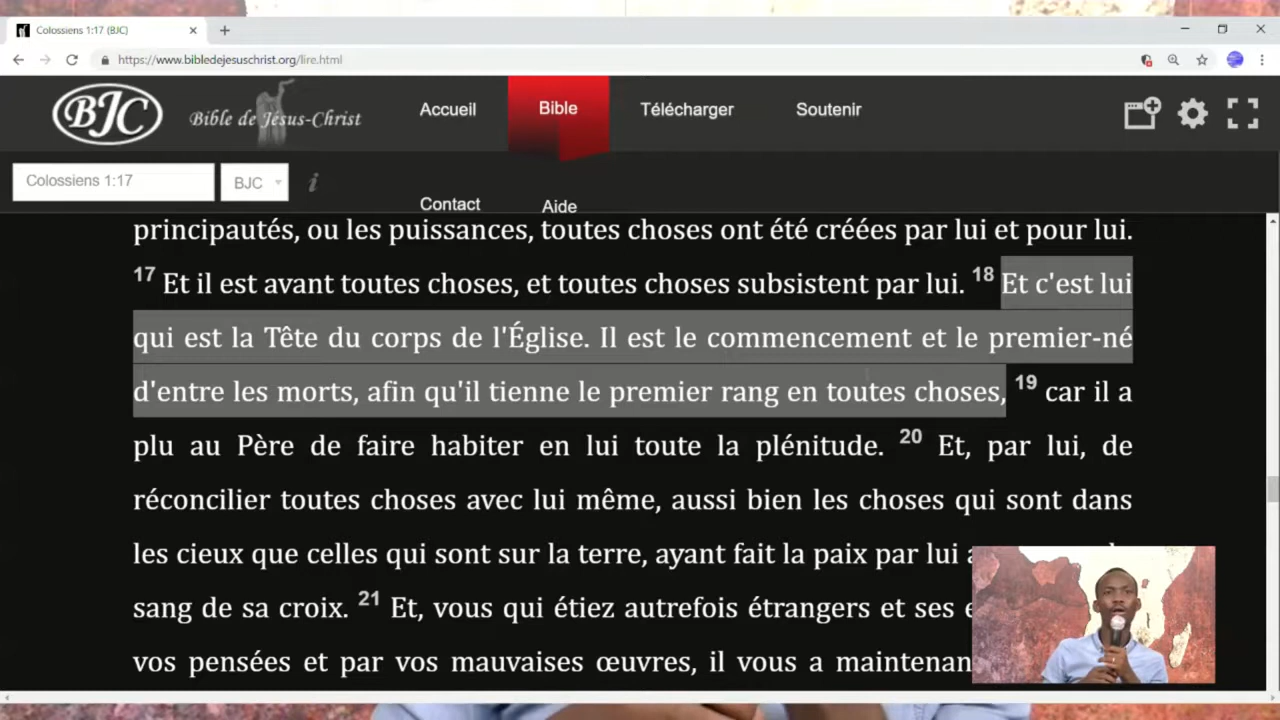 Colossiens 1:17 (BJC)
https://www.bibledejesuschrist.org/lire.html
BJC Bible de Jésus-Christ Accueil Bible Télécharger Soutenir
Colossiens 1:17 BJC i
Contact Aide
principautés, ou les puissances, toutes choses ont été créées par lui et pour lui.
17 Et il est avant toutes choses, et toutes choses subsistent par lui. 18 Et c'est lui
qui est la Tête du corps de l'Église. Il est le commencement et le premier-né
d'entre les morts, afin qu'il tienne le premier rang en toutes choses, 19 car il a
plu au Père de faire habiter en lui toute la plénitude. 20 Et, par lui, de
réconcilier toutes choses avec lui même, aussi bien les choses qui sont dans
les cieux que celles qui sont sur la terre, ayant fait la paix par lui
sang de sa croix. 21 Et, vous qui étiez autrefois étrangers et ses
vos pensées et par vos mauvaises œuvres, il vous a